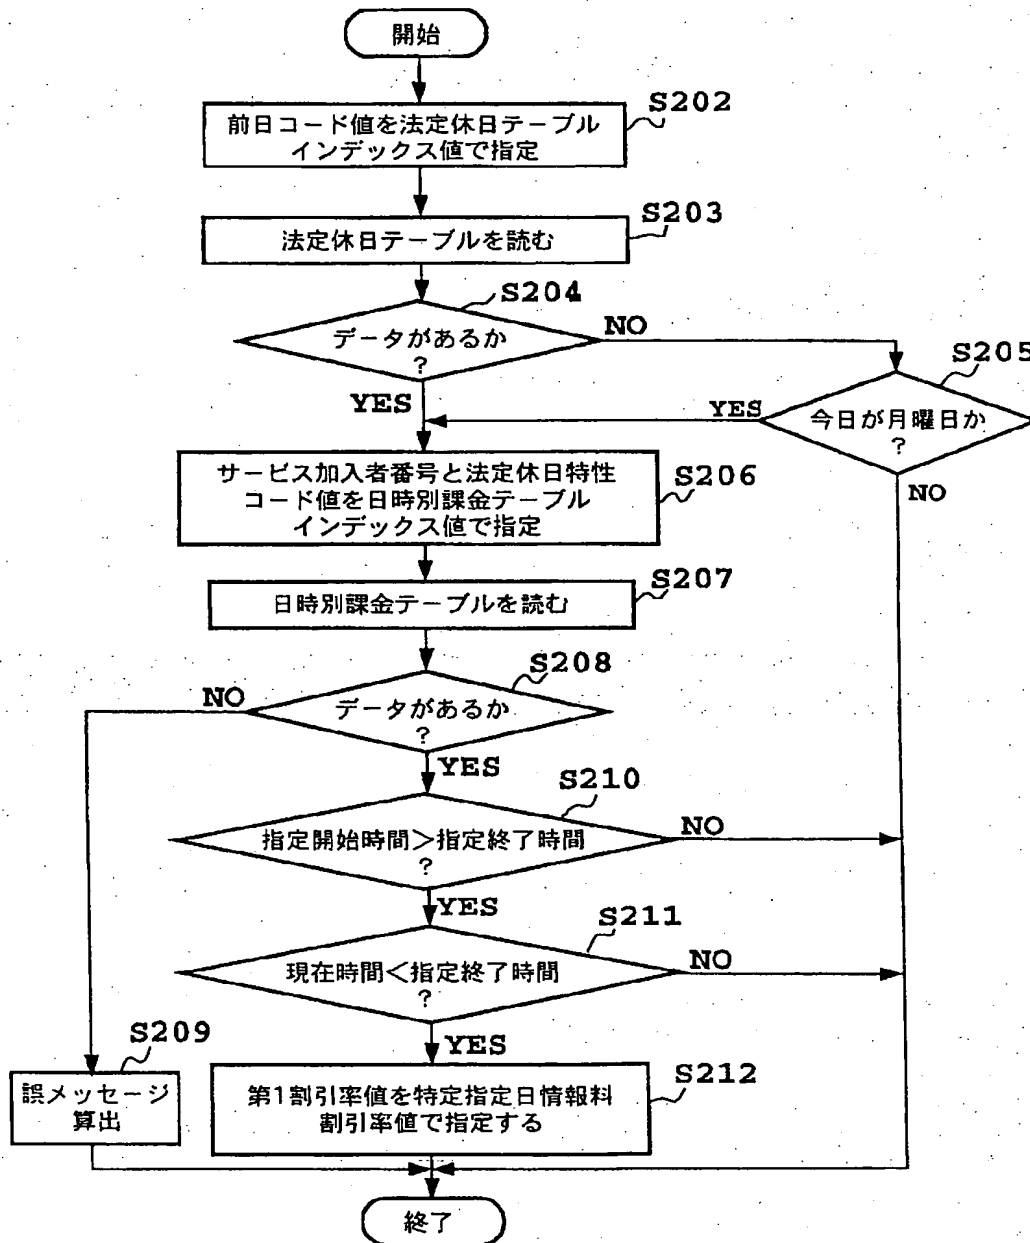 開始
S202
前日コード値を法定休日テーブル
インデックス値で指定
S203
法定休日テーブルを読む
S204
データがあるか
?
NO
YES
S205
今日が月曜日か
?
YES
NO
S206
サービス加入者番号と法定休日特性
コード値を日時別課金テーブル
インデックス値で指定
S207
日時別課金テーブルを読む
S208
データがあるか
?
NO
YES
S210
指定開始時間>指定終了時間
?
NO
YES
S211
現在時間<指定終了時間
?
NO
YES
S209
誤メッセージ
算出
S212
第1割引率値を特定指定日情報料
割引率値で指定する
終了